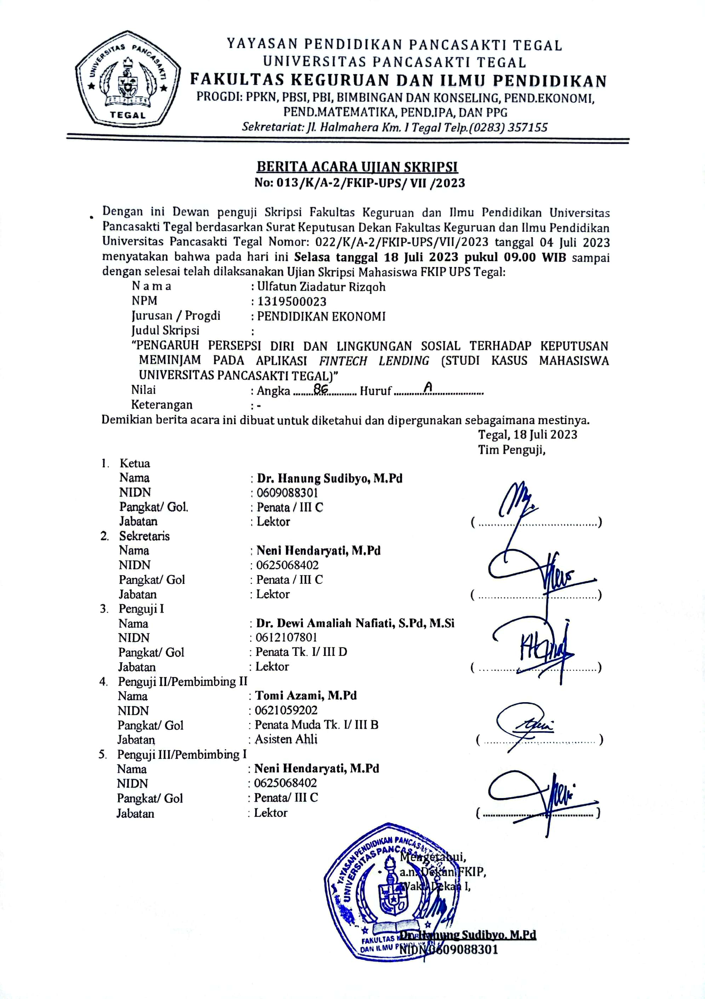 UNIVERSITAS PANCASAKTI
TEGAL
YAYASAN PENDIDIKAN PANCASAKTI TEGAL
UNIVERSITAS PANCASAKTI TEGAL
FAKULTAS KEGURUAN DAN ILMU PENDIDIKAN
PROGDI: PPKN, PBSI, PBI, BIMBINGAN DAN KONSELING, PEND.EKONOMI,
PEND.MATEMATIKA, PEND.IPA, DAN PPG
Sekretariat: Jl. Halmahera Km. I Tegal Telp.(0283) 357155
BERITA ACARA UJIAN SKRIPSI
No: 013/K/A-2/FKIP-UPS/ VII /2023
Dengan ini Dewan penguji Skripsi Fakultas Keguruan dan Ilmu Pendidikan Universitas
Pancasakti Tegal berdasarkan Surat Keputusan Dekan Fakultas Keguruan dan Ilmu Pendidikan
Universitas Pancasakti Tegal Nomor: 022/K/A-2/FKIP-UPS/VII/2023 tanggal 04 Juli 2023
menyatakan bahwa pada hari ini Selasa tanggal 18 Juli 2023 pukul 09.00 WIB sampai
dengan selesai telah dilaksanakan Ujian Skripsi Mahasiswa FKIP UPS Tegal:
N a m a : Ulfatun Ziadatur Rizqoh
NPM : 1319500023
Jurusan / Progdi : PENDIDIKAN EKONOMI
Judul Skripsi :
“PENGARUH PERSEPSI DIRI DAN LINGKUNGAN SOSIAL TERHADAP KEPUTUSAN
MEMINJAM PADA APLIKASI FINTECH LENDING (STUDI KASUS MAHASISWA
UNIVERSITAS PANCASAKTI TEGAL)”
Nilai : Angka ........86............ Huruf ............A....................
Keterangan : -
Demikian berita acara ini dibuat untuk diketahui dan dipergunakan sebagaimana mestinya.
Tegal, 18 Juli 2023
Tim Penguji,
1. Ketua
Nama : Dr. Hanung Sudibyo, M.Pd
NIDN : 0609088301
Pangkat/ Gol. : Penata / III C
Jabatan : Lektor (......................................)
2. Sekretaris
Nama : Neni Hendaryati, M.Pd
NIDN : 0625068402
Pangkat/ Gol : Penata / III C
Jabatan : Lektor (......................................)
3. Penguji I
Nama : Dr. Dewi Amaliah Nafiati, S.Pd, M.Si
NIDN : 0612107801
Pangkat/ Gol : Penata Tk. I/ III D
Jabatan : Lektor (......................................)
4. Penguji II/Pembimbing II
Nama : Tomi Azami, M.Pd
NIDN : 0621059202
Pangkat/ Gol : Penata Muda Tk. I/ III B
Jabatan : Asisten Ahli (......................................)
5. Penguji III/Pembimbing I
Nama : Neni Hendaryati, M.Pd
NIDN : 0625068402
Pangkat/ Gol : Penata/ III C
Jabatan : Lektor (......................................)
YAYASAN PENDIDIKAN PANCASAKTI
UNIVERSITAS PANCASAKTI TEGAL
Mengetahui,
a.n. Dekan FKIP,
Wakil Dekan I,
FAKULTAS
DAN ILMU
Dr. Hanung Sudibyo, M.Pd
NIDN 0609088301